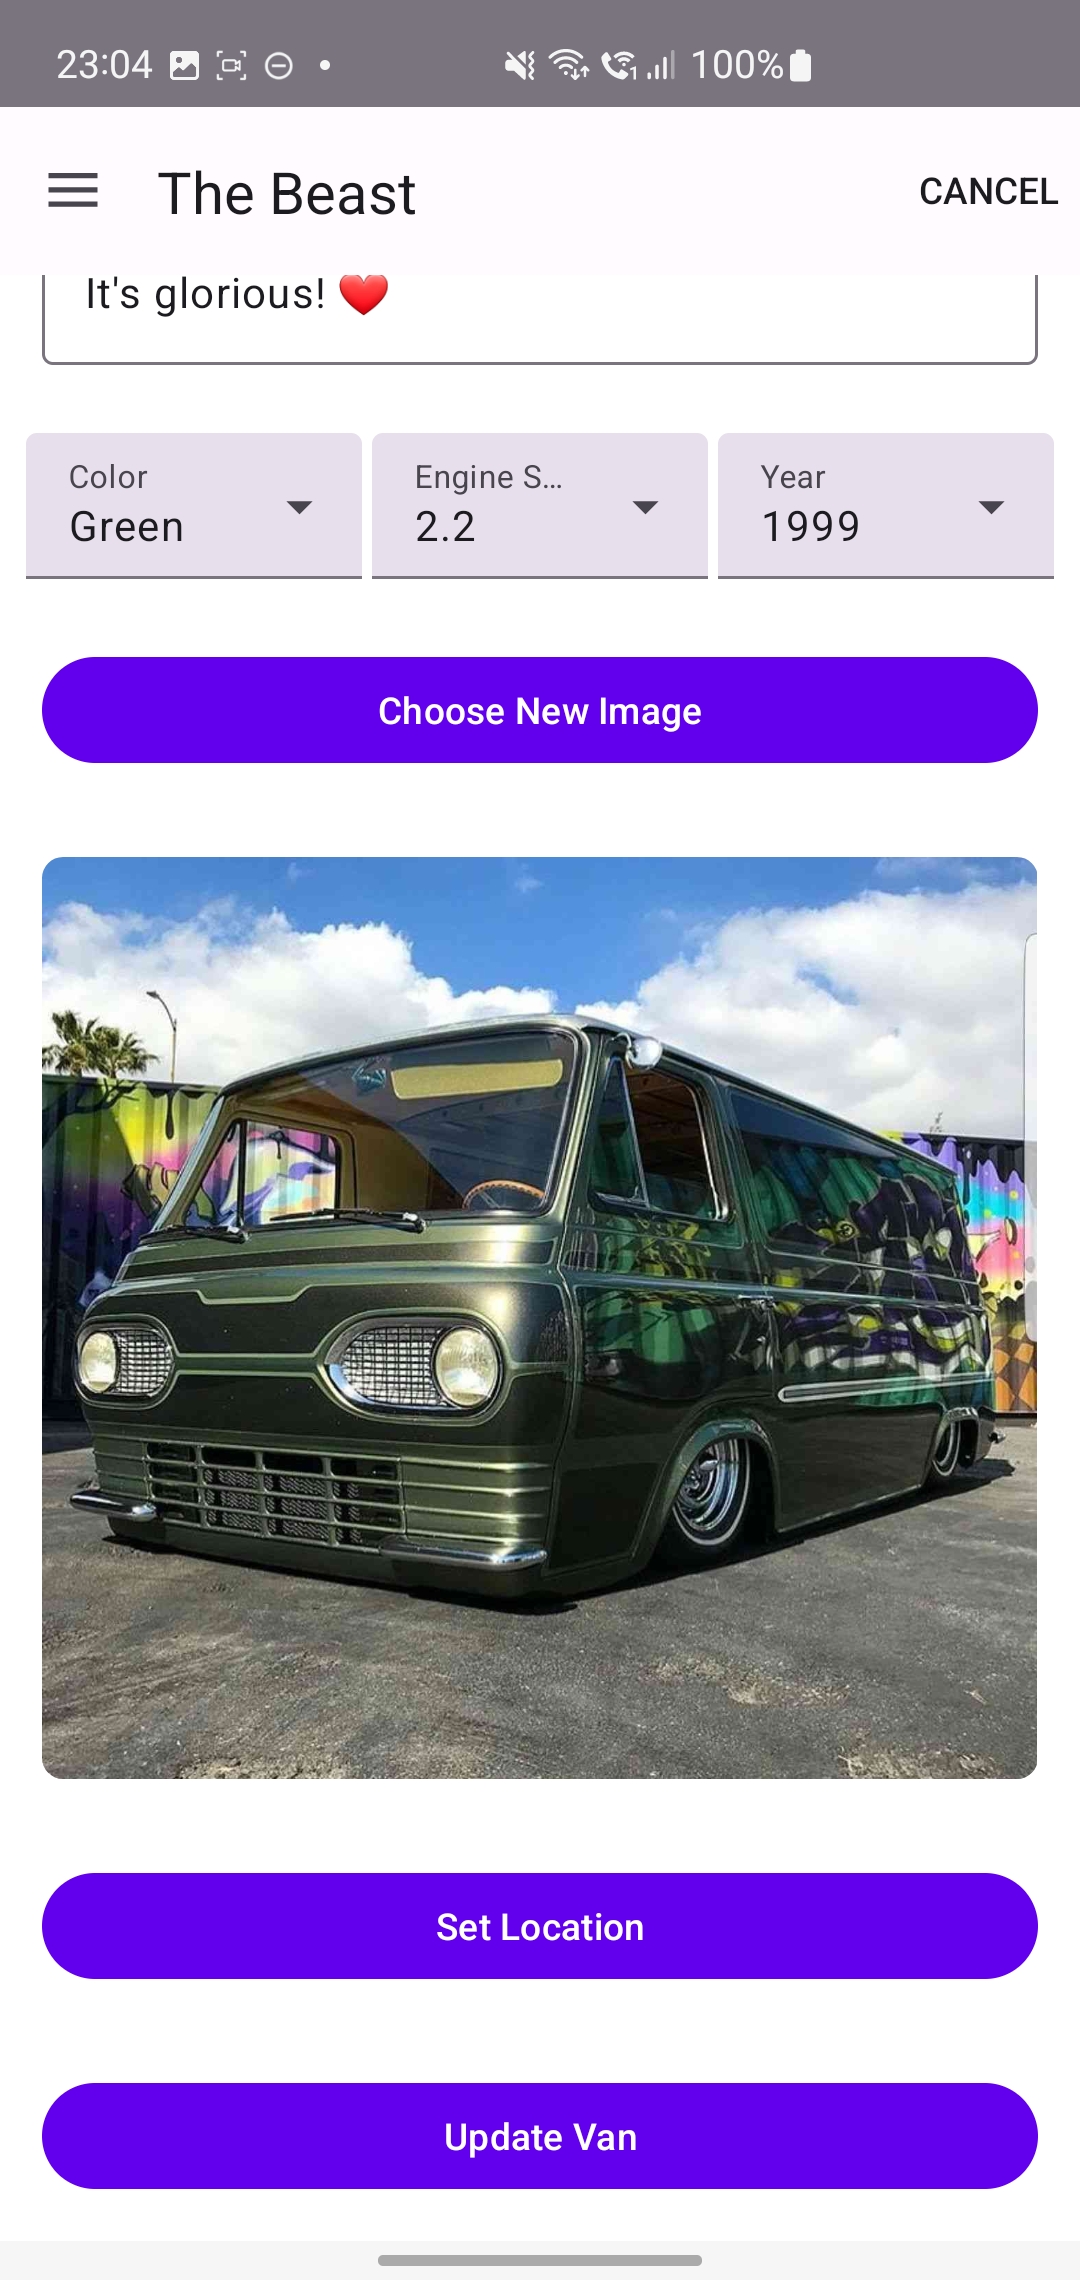 23:04 100%
The Beast CANCEL
It's glorious! ❤️
Color Engine S... Year
Green 2.2 1999
Choose New Image
Set Location
Update Van